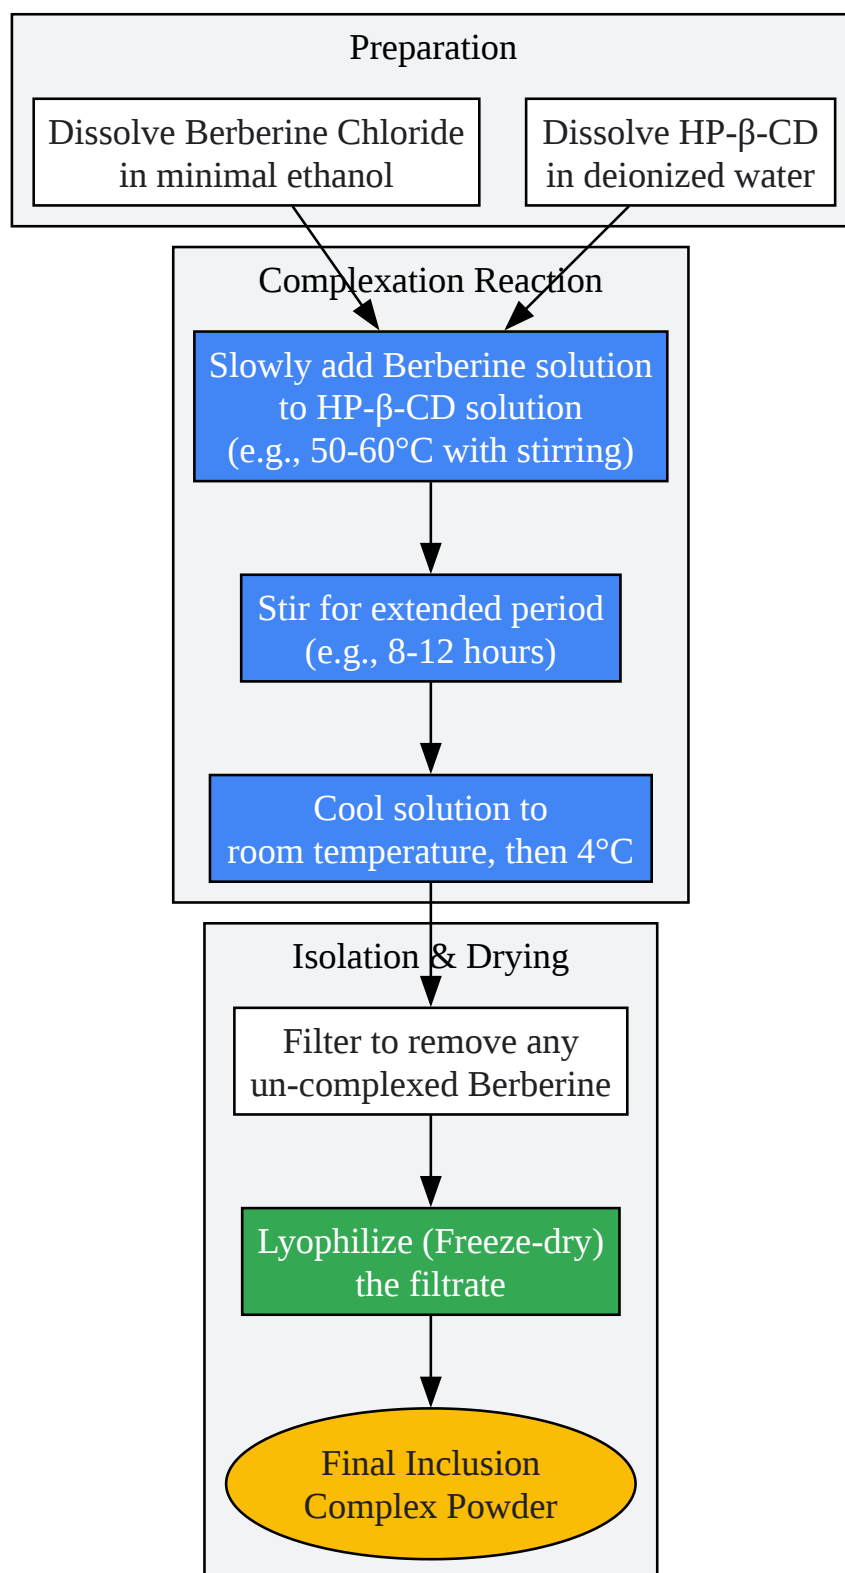 Preparation
Dissolve Berberine Chloride
in minimal ethanol
Dissolve HP-β-CD
in deionized water
Complexation Reaction
Slowly add Berberine solution
to HP-β-CD solution
(e.g., 50-60°C with stirring)
Stir for extended period
(e.g., 8-12 hours)
Cool solution to
room temperature, then 4°C
Isolation & Drying
Filter to remove any
un-complexed Berberine
Lyophilize (Freeze-dry)
the filtrate
Final Inclusion
Complex Powder